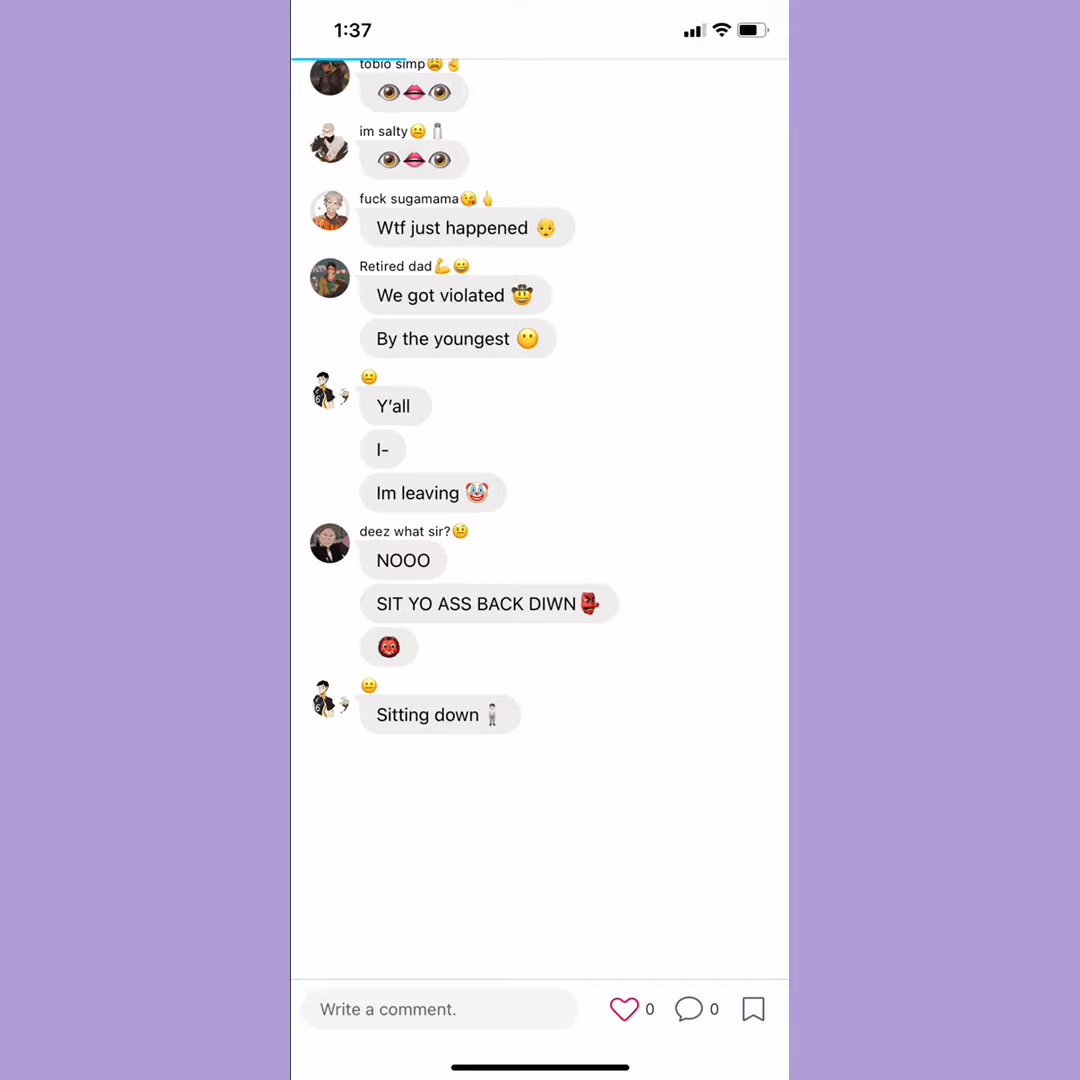 1:37
tobio simp😩✌️
👁👄👁
im salty😐🧂
👁👄👁
fuck sugamama😘🖕
Wtf just happened 👴
Retired dad💪😀
We got violated 🤠
By the youngest 😶
😐
Y’all
I-
Im leaving 🤡
deez what sir?🤨
NOOO
SIT YO ASS BACK DIWN👺
👹
😐
Sitting down 🧍
Write a comment.
0
0